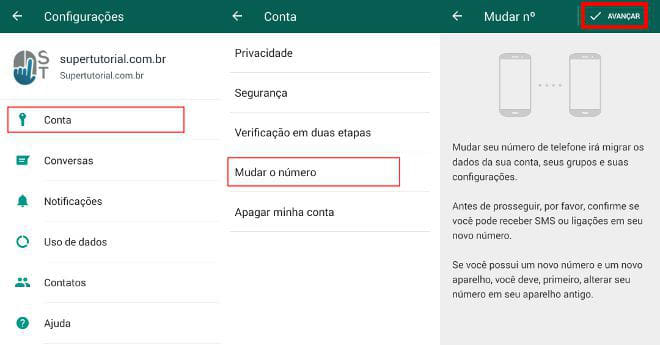 Configurações
supertutorial.com.br
Supertutorial.com.br
S
T
Conta
Conversas
Notificações
Uso de dados
Contatos
Ajuda
Conta
Privacidade
Segurança
Verificação em duas etapas
Mudar o número
Apagar minha conta
Mudar nº
AVANÇAR
Mudar seu número de telefone irá migrar os
dados da sua conta, seus grupos e suas
configurações.
Antes de prosseguir, por favor, confirme se
você pode receber SMS ou ligações em seu
novo número.
Se você possui um novo número e um novo
aparelho, você deve, primeiro, alterar seu
número em seu aparelho antigo.